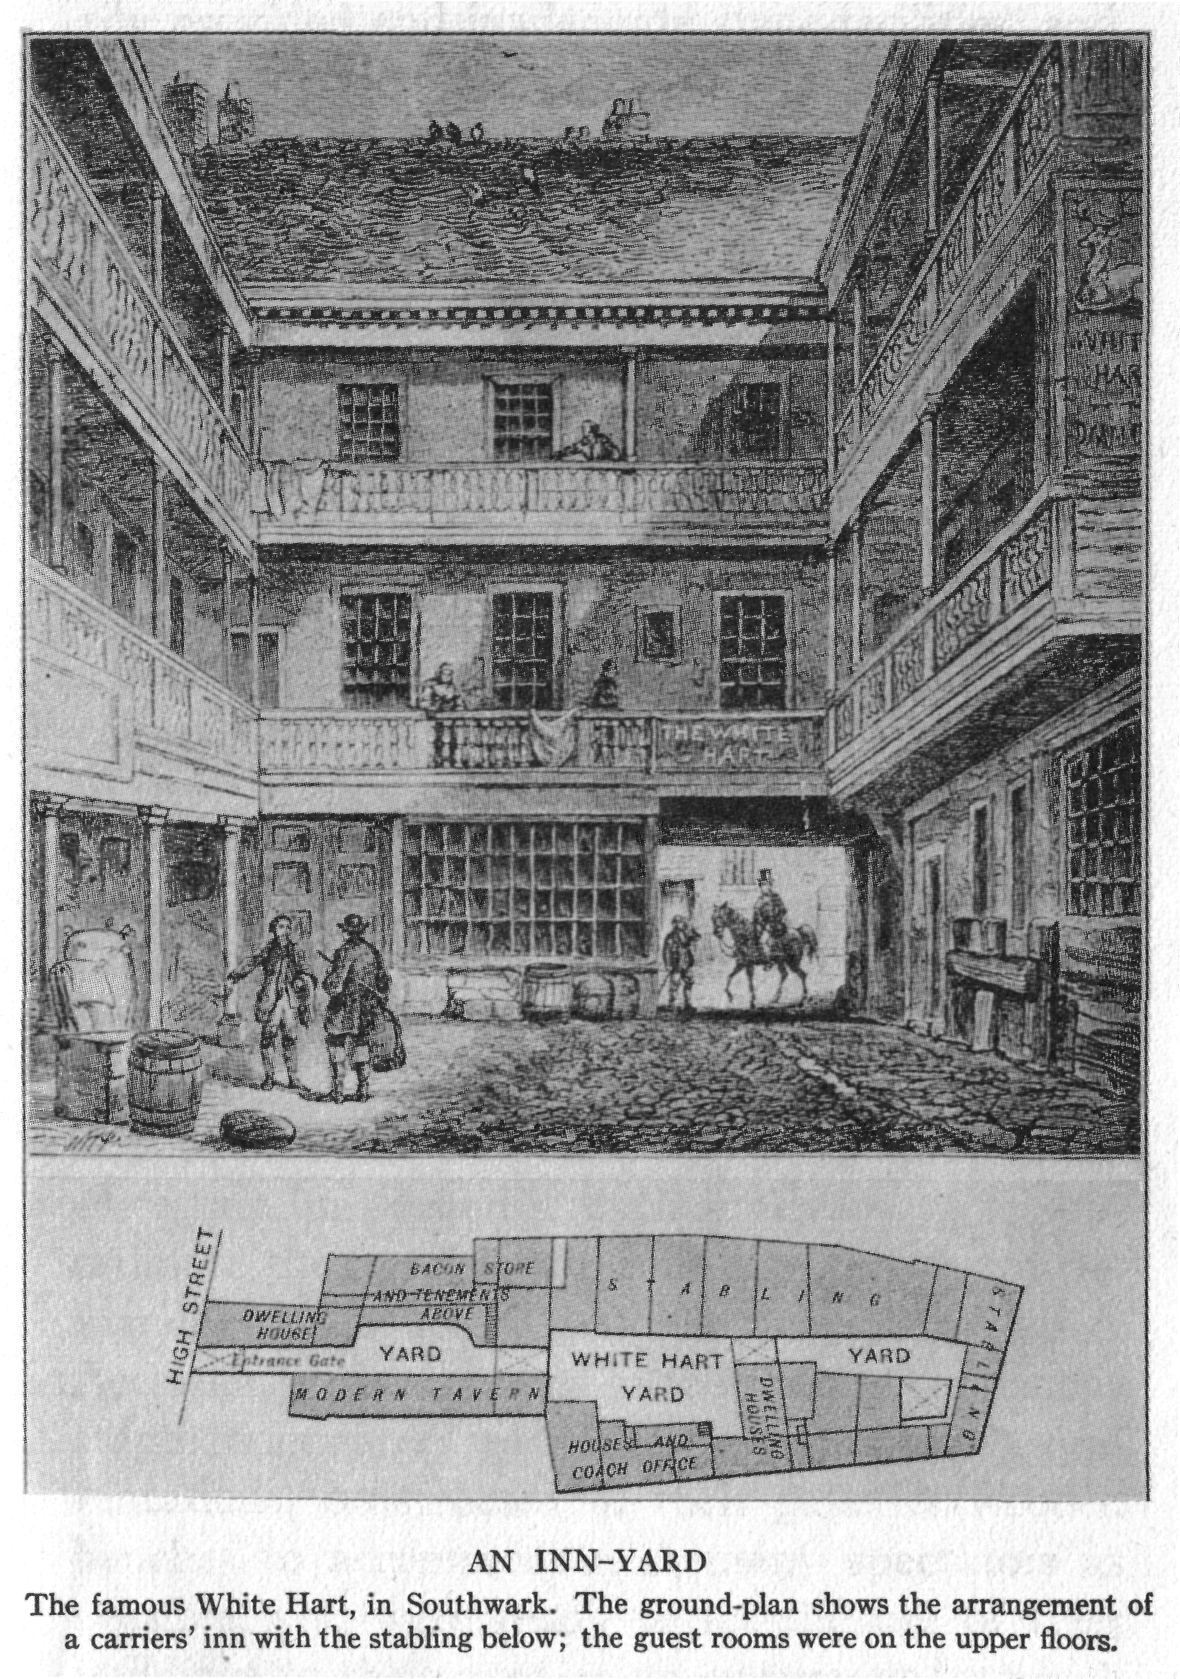 WHIT
HAR
THE WHITE
HART
HIGH STREET
BACON STORE
AND TENEMENTS
ABOVE
DWELLING
HOUSE
Entrance Gate
YARD
MODERN TAVERN
STABLING
WHITE HART
YARD
YARD
STABLING
DWELLING
HOUSES
HOUSES AND
COACH OFFICE
AN INN-YARD
The famous White Hart, in Southwark. The ground-plan shows the arrangement of
a carriers' inn with the stabling below; the guest rooms were on the upper floors.